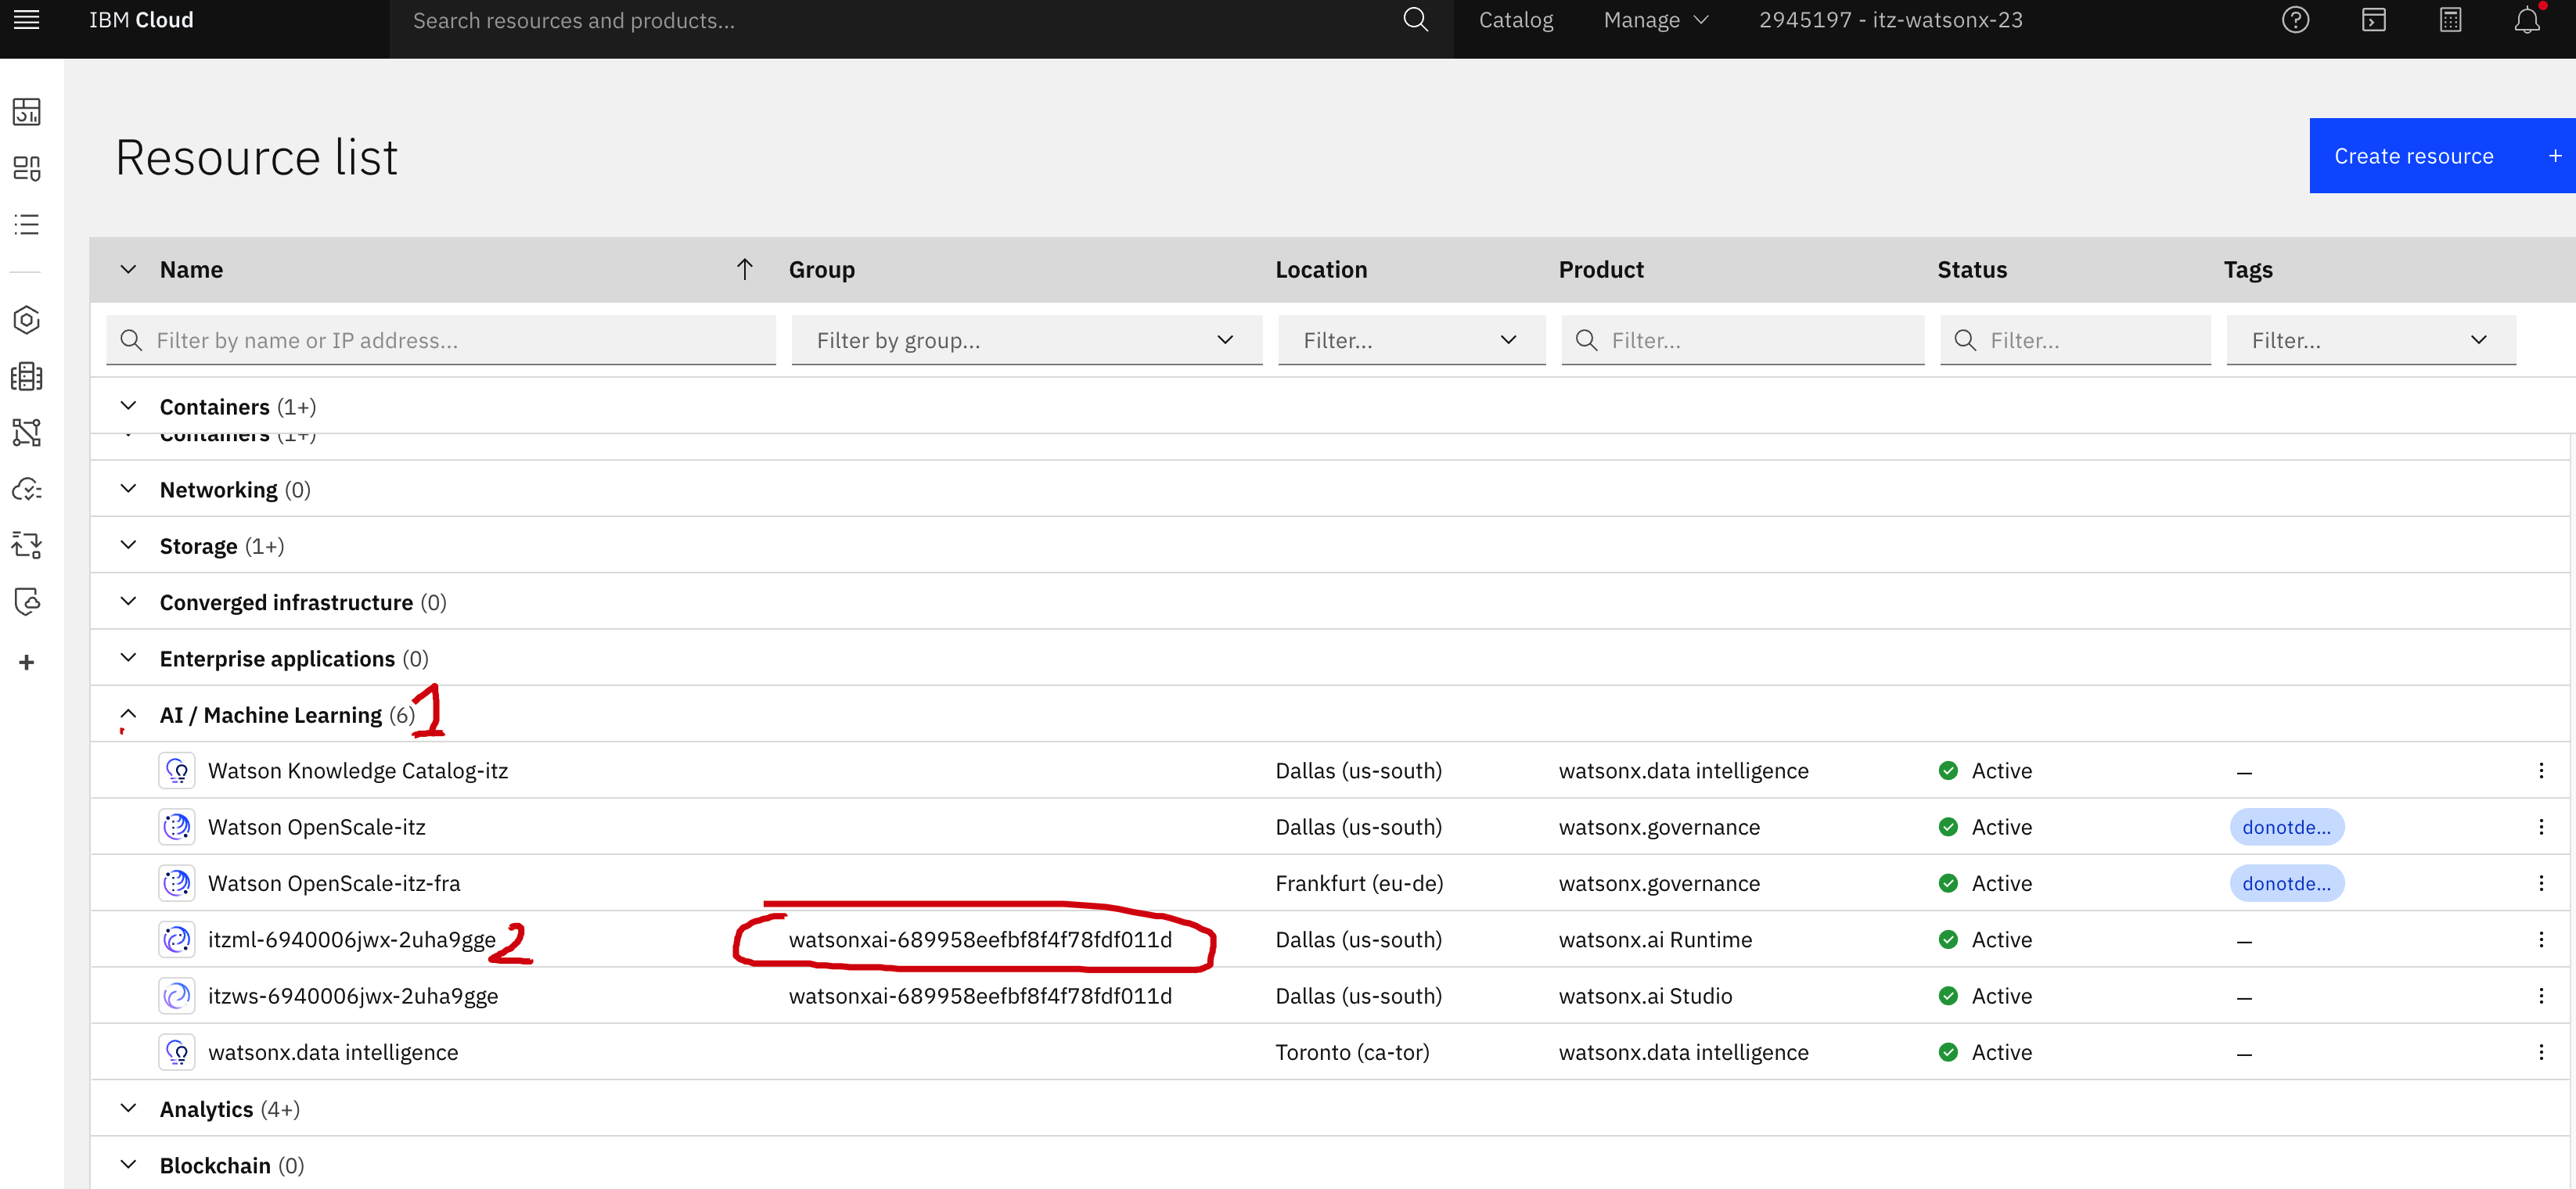 IBM Cloud Search resources and products... Catalog Manage 2945197 - itz-watsonx-23
Resource list
Create resource +
Name Group Location Product Status Tags
Filter by name or IP address... Filter by group... Filter... Filter... Filter... Filter...
Containers (1+)
Containers (1+)
Networking (0)
Storage (1+)
Converged infrastructure (0)
Enterprise applications (0)
AI / Machine Learning (6) 1
Watson Knowledge Catalog-itz Dallas (us-south) watsonx.data intelligence Active –
Watson OpenScale-itz Dallas (us-south) watsonx.governance Active donotde...
Watson OpenScale-itz-fra Frankfurt (eu-de) watsonx.governance Active donotde...
itzml-6940006jwx-2uha9gge 2 watsonxai-689958eefbf8f4f78fdf011d Dallas (us-south) watsonx.ai Runtime Active –
itzws-6940006jwx-2uha9gge watsonxai-689958eefbf8f4f78fdf011d Dallas (us-south) watsonx.ai Studio Active –
watsonx.data intelligence Toronto (ca-tor) watsonx.data intelligence Active –
Analytics (4+)
Blockchain (0)